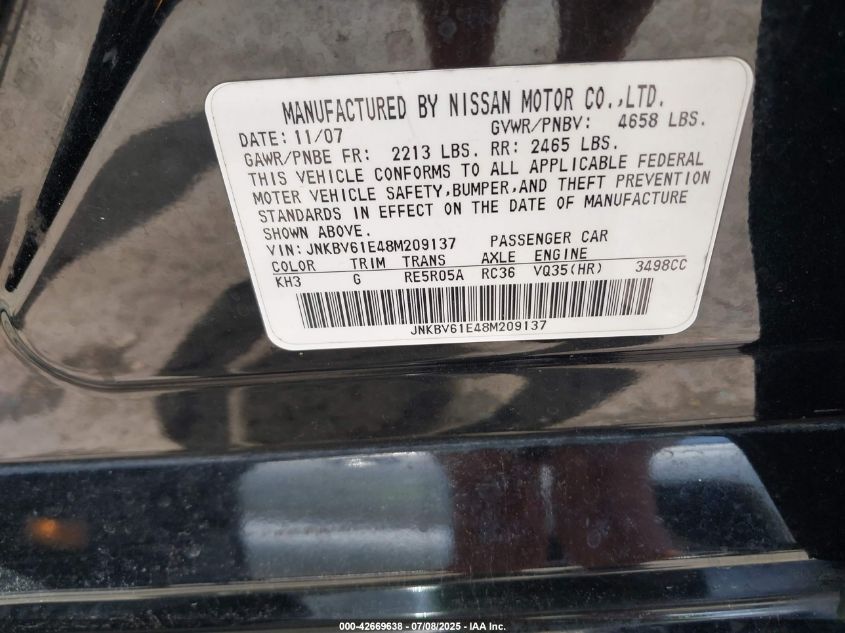 MANUFACTURED BY NISSAN MOTOR CO.,LTD.
DATE: 11/07 GVWR/PNBV: 4658 LBS.
GAWR/PNBE FR: 2213 LBS. RR: 2465 LBS.
THIS VEHICLE CONFORMS TO ALL APPLICABLE FEDERAL
MOTOR VEHICLE SAFETY,BUMPER,AND THEFT PREVENTION
STANDARDS IN EFFECT ON THE DATE OF MANUFACTURE
SHOWN ABOVE.
VIN: JNKBV61E48M209137 PASSENGER CAR
COLOR TRIM TRANS AXLE ENGINE
KH3 G RE5R05A RC36 VQ35(HR) 3498CC
JNKBV61E48M209137
000-42669638 - 07/08/2025 - IAA Inc.